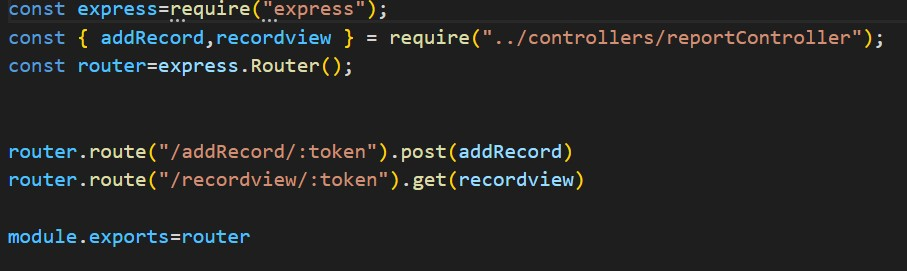 const express=require("express");
const { addRecord,recordview } = require("../controllers/reportController");
const router=express.Router();
router.route("/addRecord/:token").post(addRecord)
router.route("/recordview/:token").get(recordview)
module.exports=router